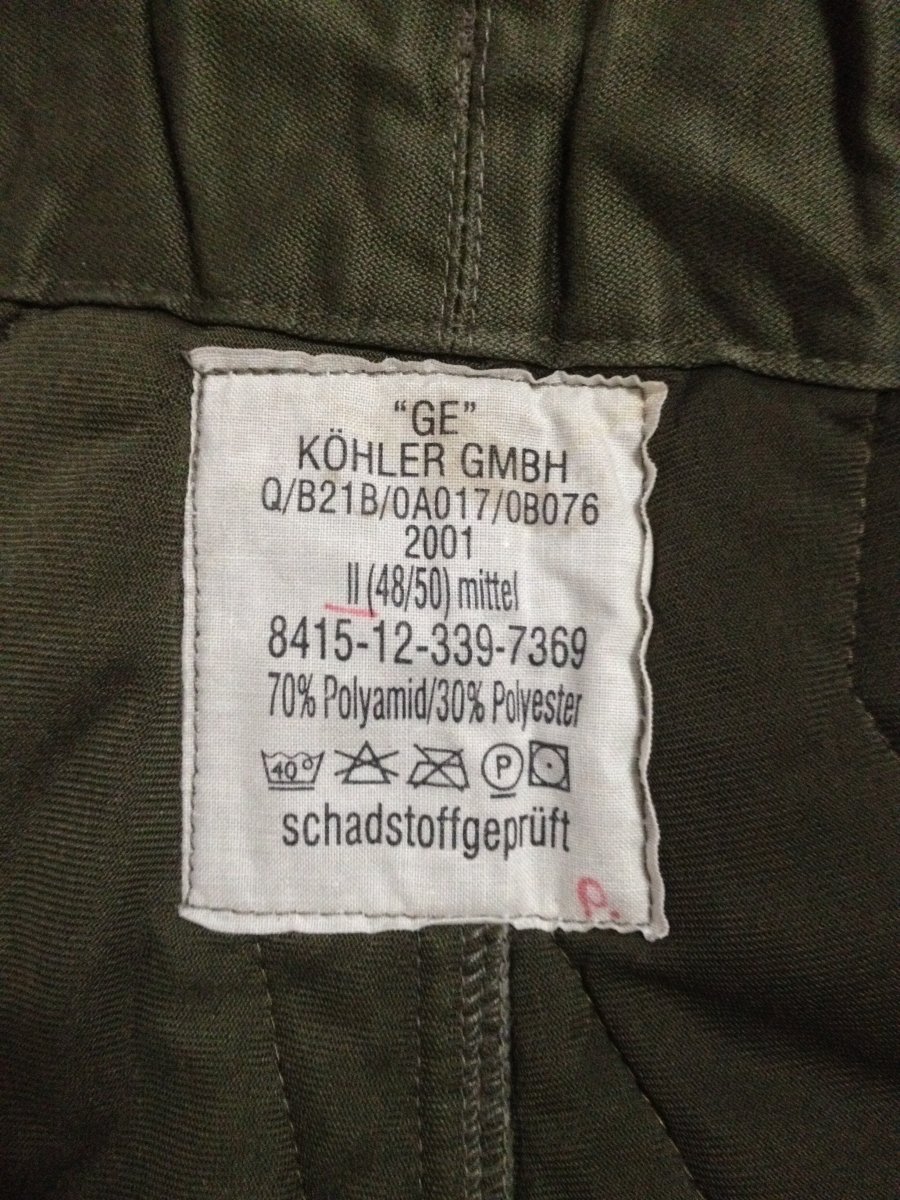 “GE”
KÖHLER GMBH
Q/B21B/0A017/0B076
2001
II (48/50) mittel
8415-12-339-7369
70% Polyamid/30% Polyester
40° P
schadstoffgeprüft
P.